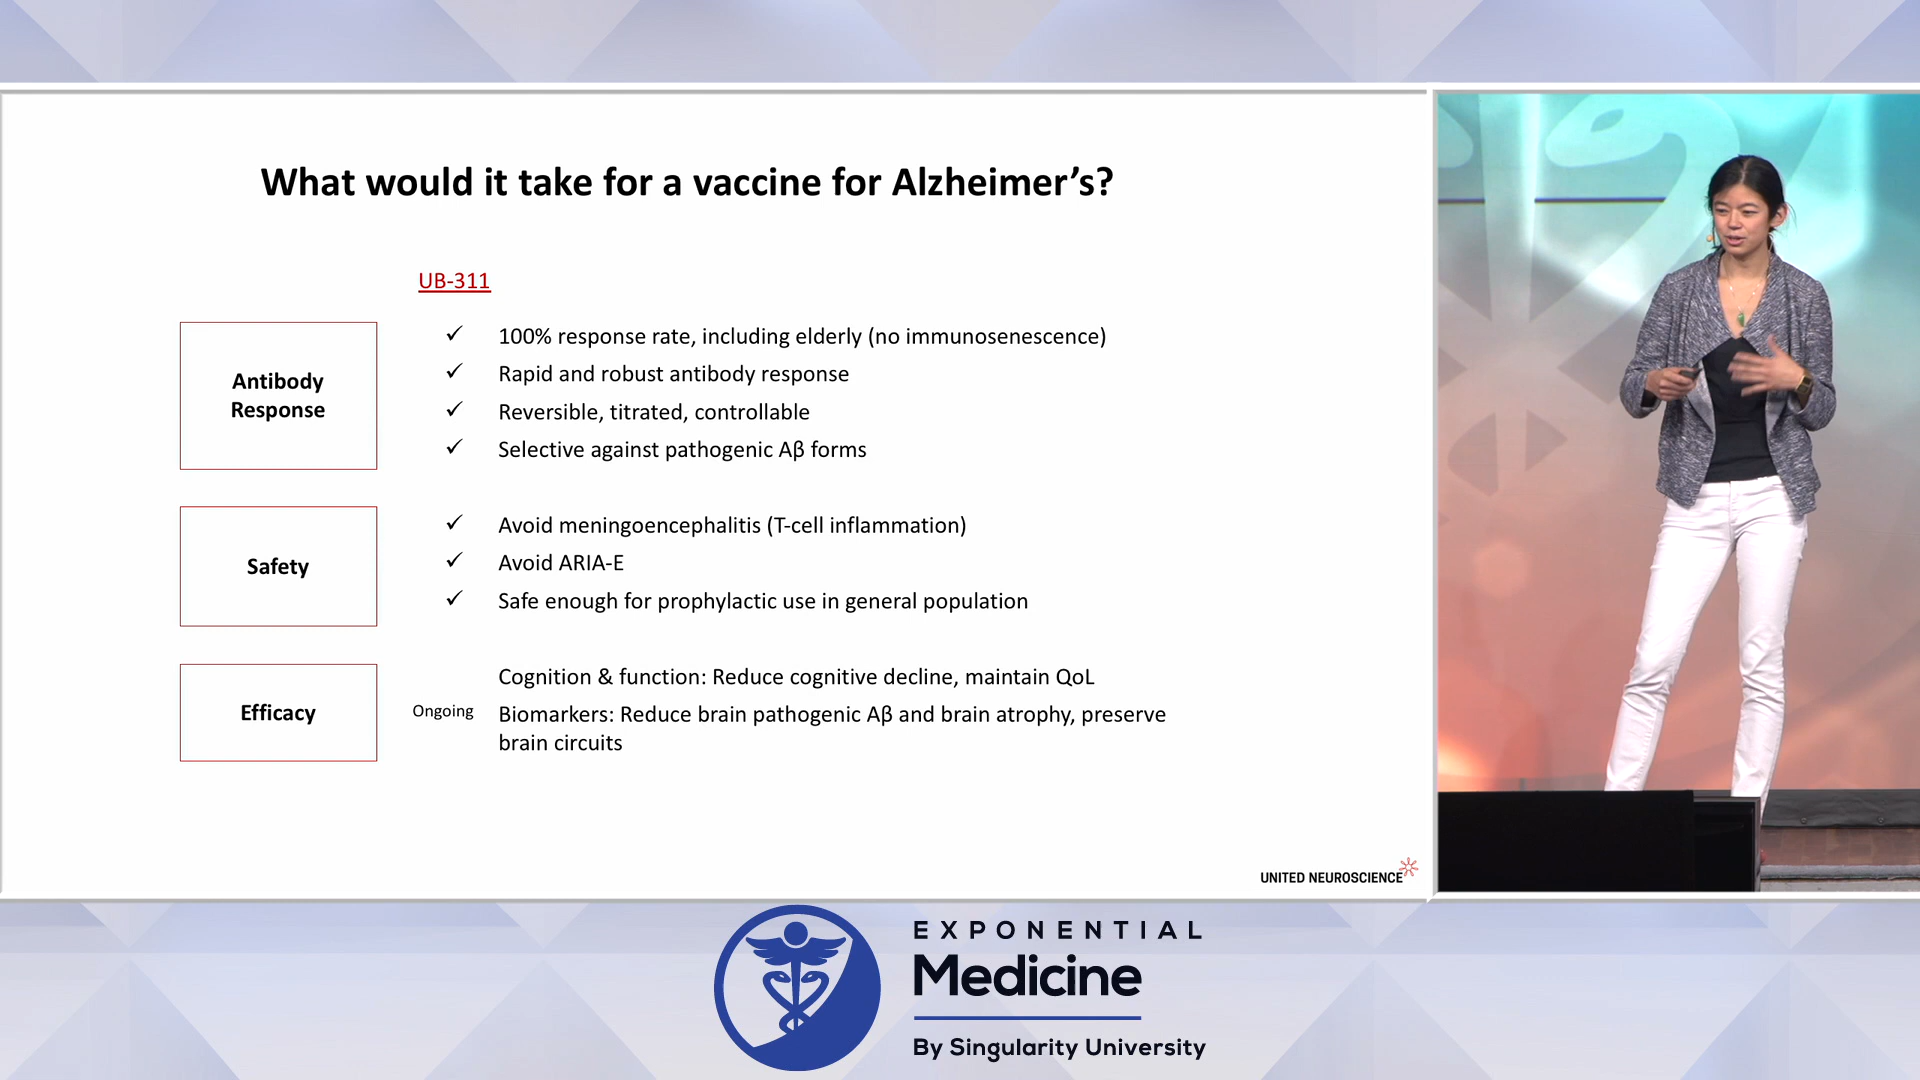 What would it take for a vaccine for Alzheimer’s?
UB-311
Antibody
Response
✓ 100% response rate, including elderly (no immunosenescence)
✓ Rapid and robust antibody response
✓ Reversible, titrated, controllable
✓ Selective against pathogenic Aβ forms
Safety
✓ Avoid meningoencephalitis (T-cell inflammation)
✓ Avoid ARIA-E
✓ Safe enough for prophylactic use in general population
Efficacy
Ongoing
Cognition & function: Reduce cognitive decline, maintain QoL
Biomarkers: Reduce brain pathogenic Aβ and brain atrophy, preserve
brain circuits
UNITED NEUROSCIENCE
EXPONENTIAL
Medicine
By Singularity University